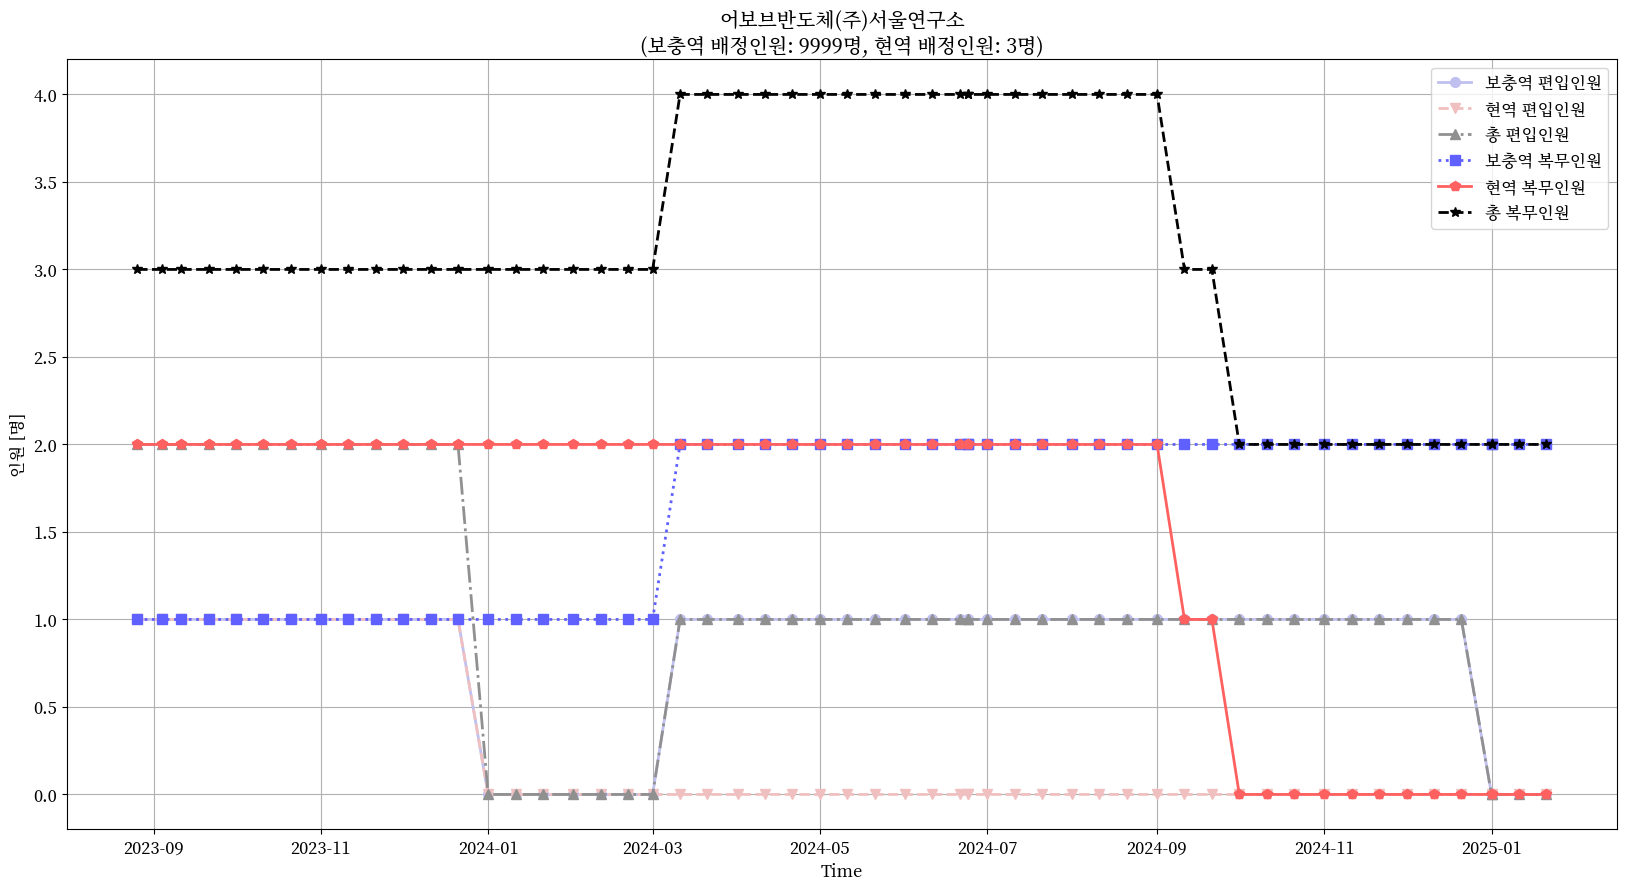 어보브반도체(주)서울연구소
(보충역 배정인원: 9999명, 현역 배정인원: 3명)
보충역 편입인원
현역 편입인원
총 편입인원
보충역 복무인원
현역 복무인원
총 복무인원
인원 [명]
4.0
3.5
3.0
2.5
2.0
1.5
1.0
0.5
0.0
2023-09
2023-11
2024-01
2024-03
2024-05
2024-07
2024-09
2024-11
2025-01
Time